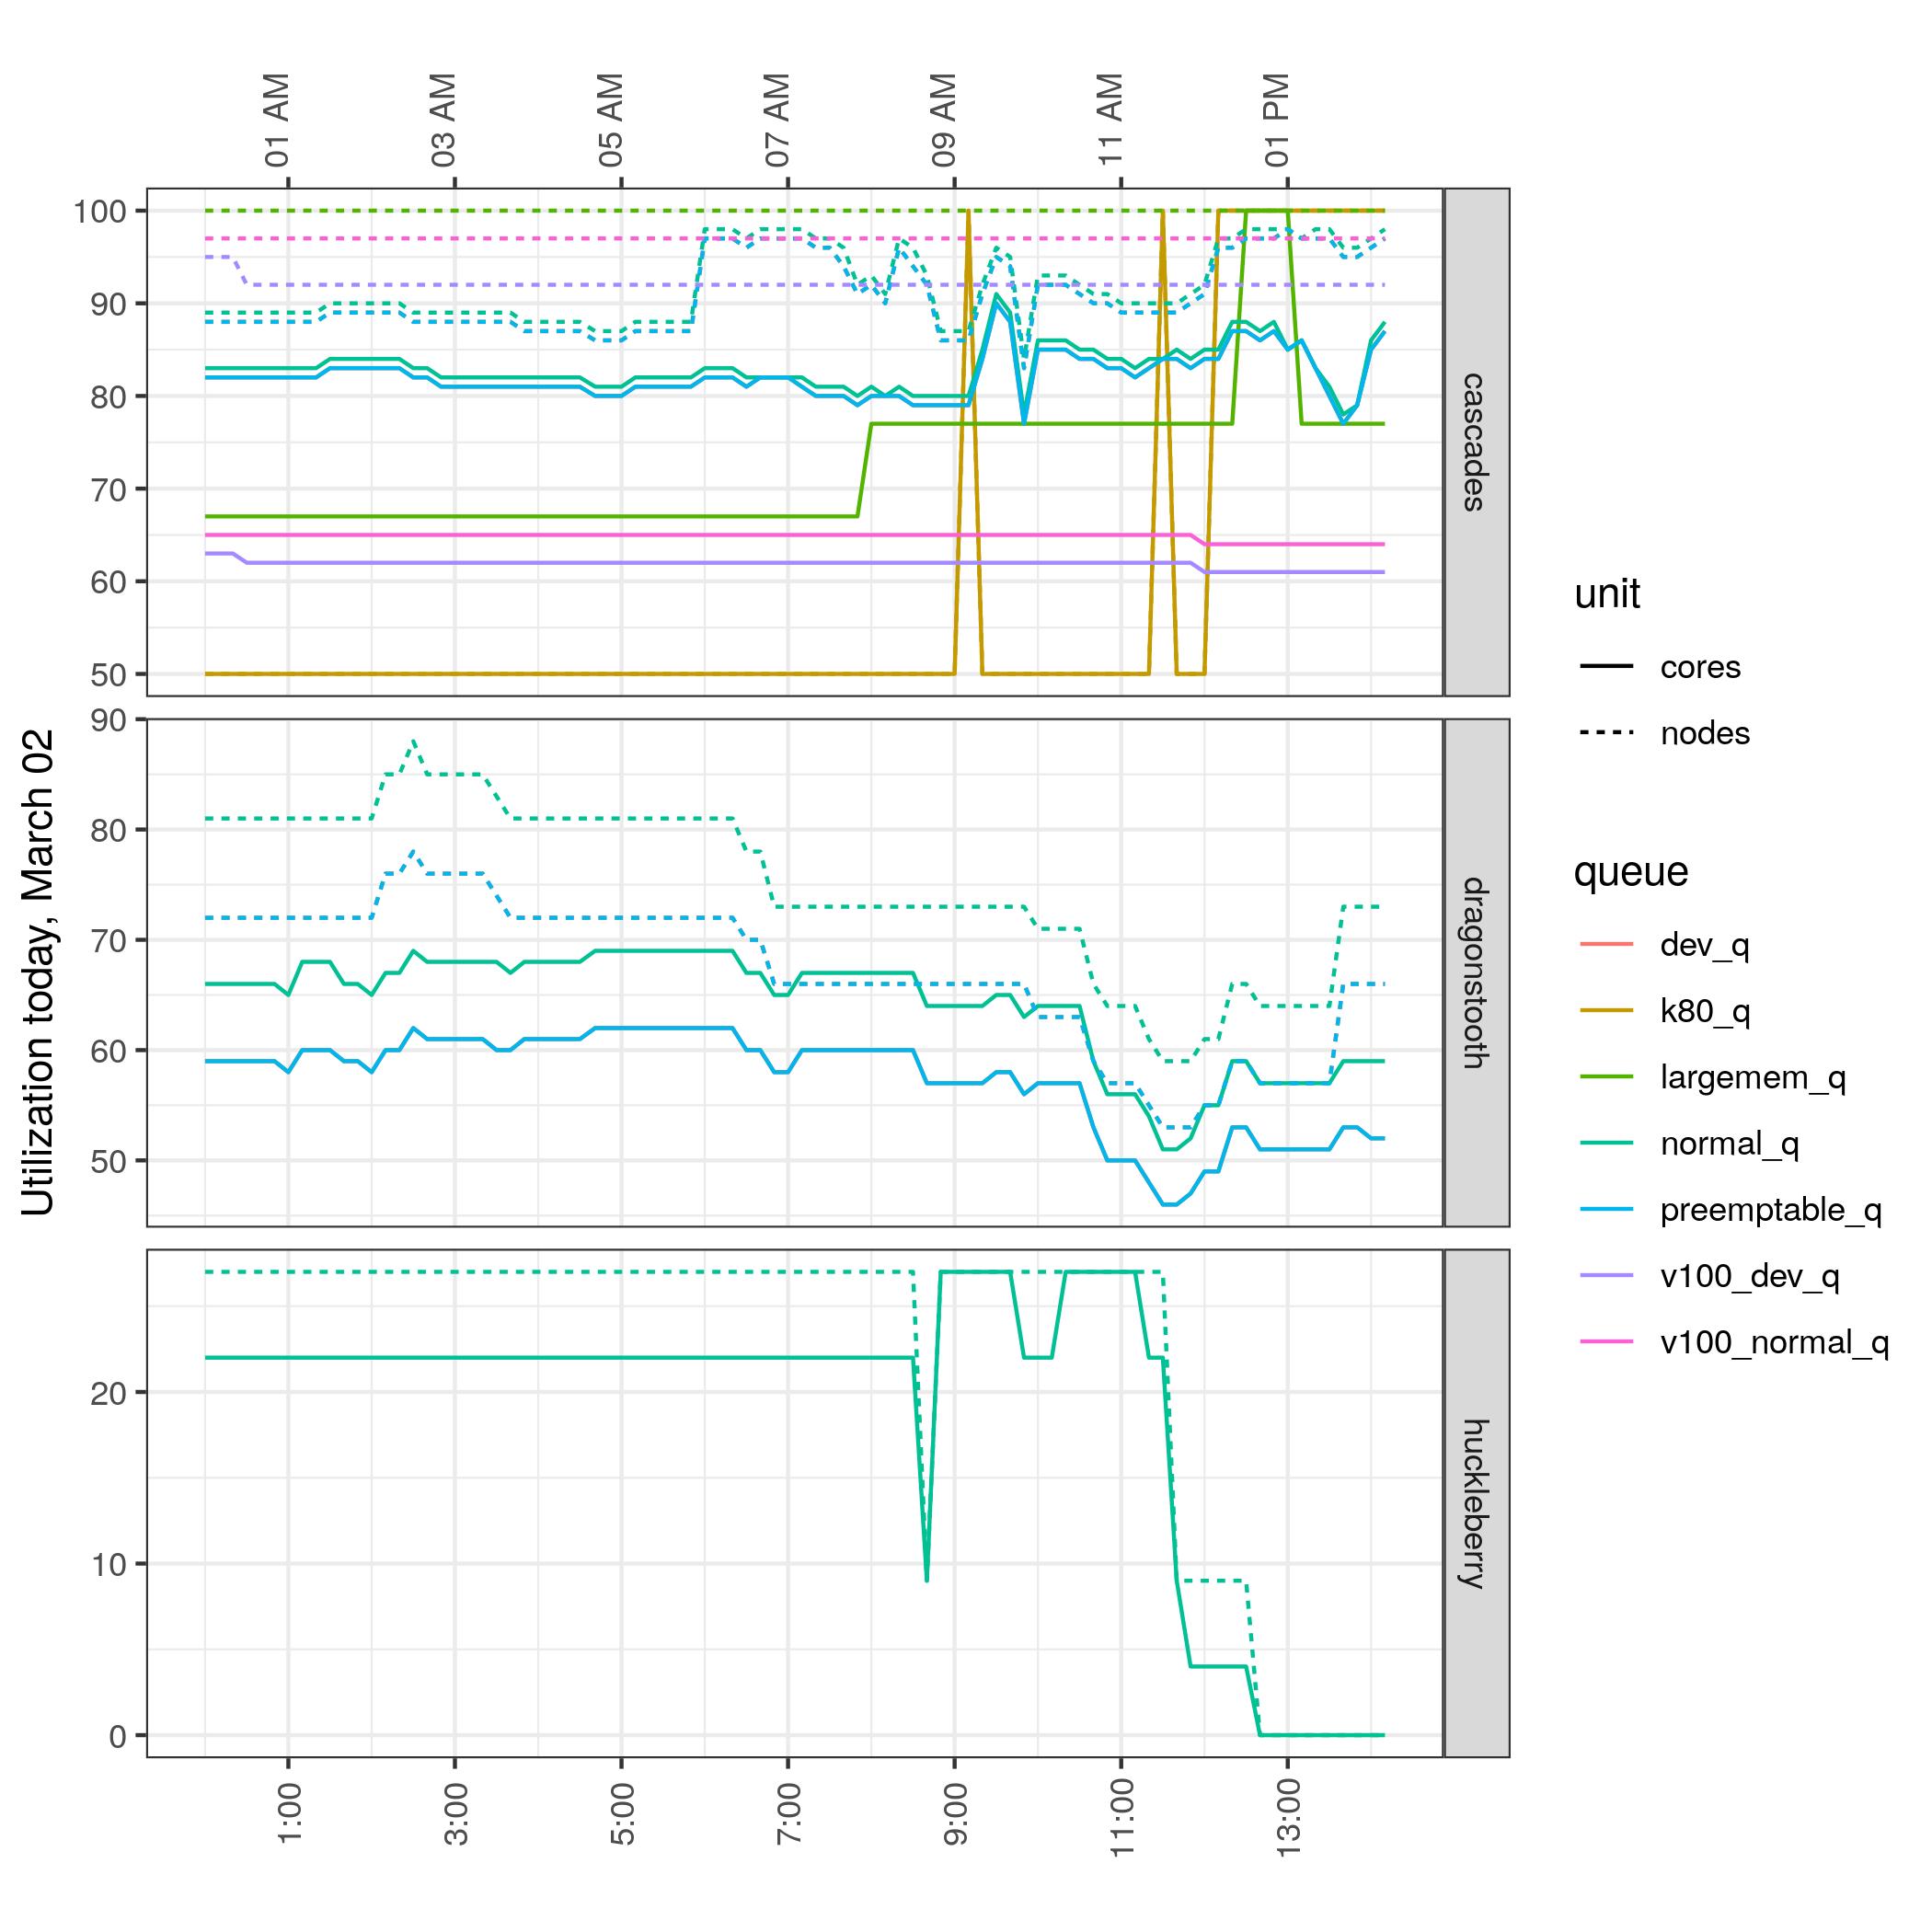 01 AM
03 AM
05 AM
07 AM
09 AM
11 AM
01 PM
100
90
80
70
60
50
cascades
90
80
70
60
50
dragonstooth
20
10
0
huckleberry
1:00
3:00
5:00
7:00
9:00
11:00
13:00
Utilization today, March 02
unit
cores
nodes
queue
dev_q
k80_q
largemem_q
normal_q
preemptable_q
v100_dev_q
v100_normal_q